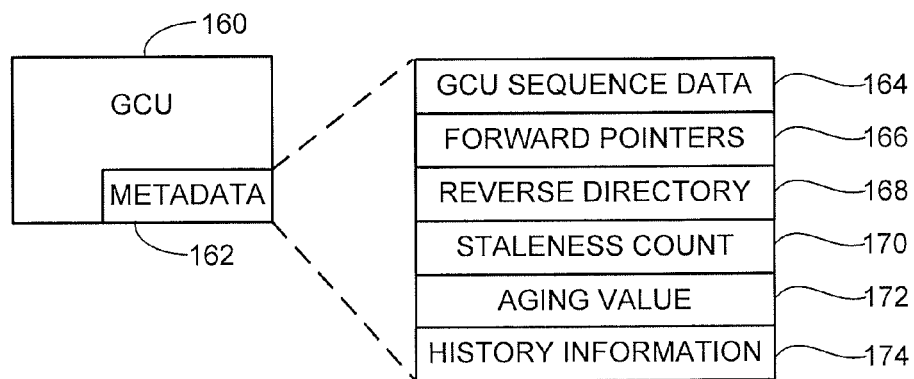 160
GCU
METADATA
162
GCU SEQUENCE DATA
164
FORWARD POINTERS
166
REVERSE DIRECTORY
168
STALENESS COUNT
170
AGING VALUE
172
HISTORY INFORMATION
174